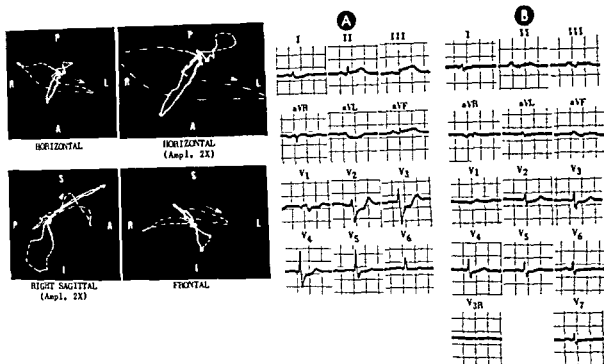 P
R
L
A
HORIZONTAL
P
R
L
A
HORIZONTAL
(Ampl. 2X)
S
P
A
I
RIGHT SAGITTAL
(Ampl. 2X)
S
R
L
I
FRONTAL
A
I II III
aVR aVL aVF
V1 V2 V3
V4 V5 V6
B
I II III
aVR aVL aVF
V1 V2 V3
V4 V5 V6
V3R V7